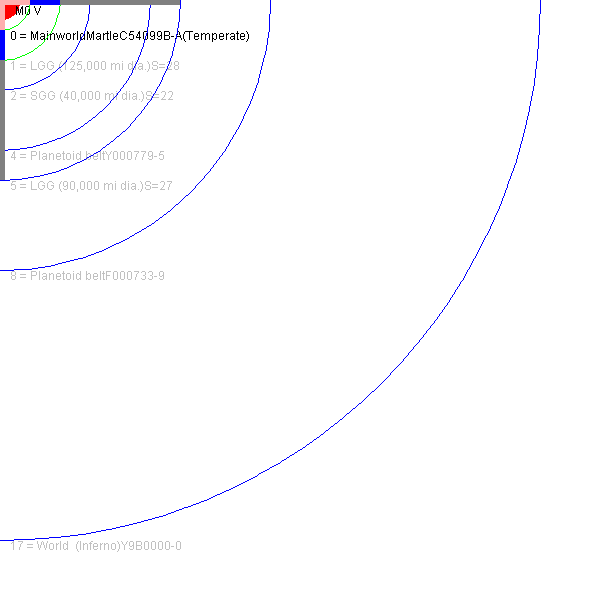 M0 V
0 = MainworldMartleC54099B-A(Temperate)
1 = LGG (125,000 mi dia.)S=28
2 = SGG (40,000 mi dia.)S=22
4 = Planetoid beltY000779-5
5 = LGG (90,000 mi dia.)S=27
8 = Planetoid beltF000733-9
17 = World (Inferno)Y9B0000-0